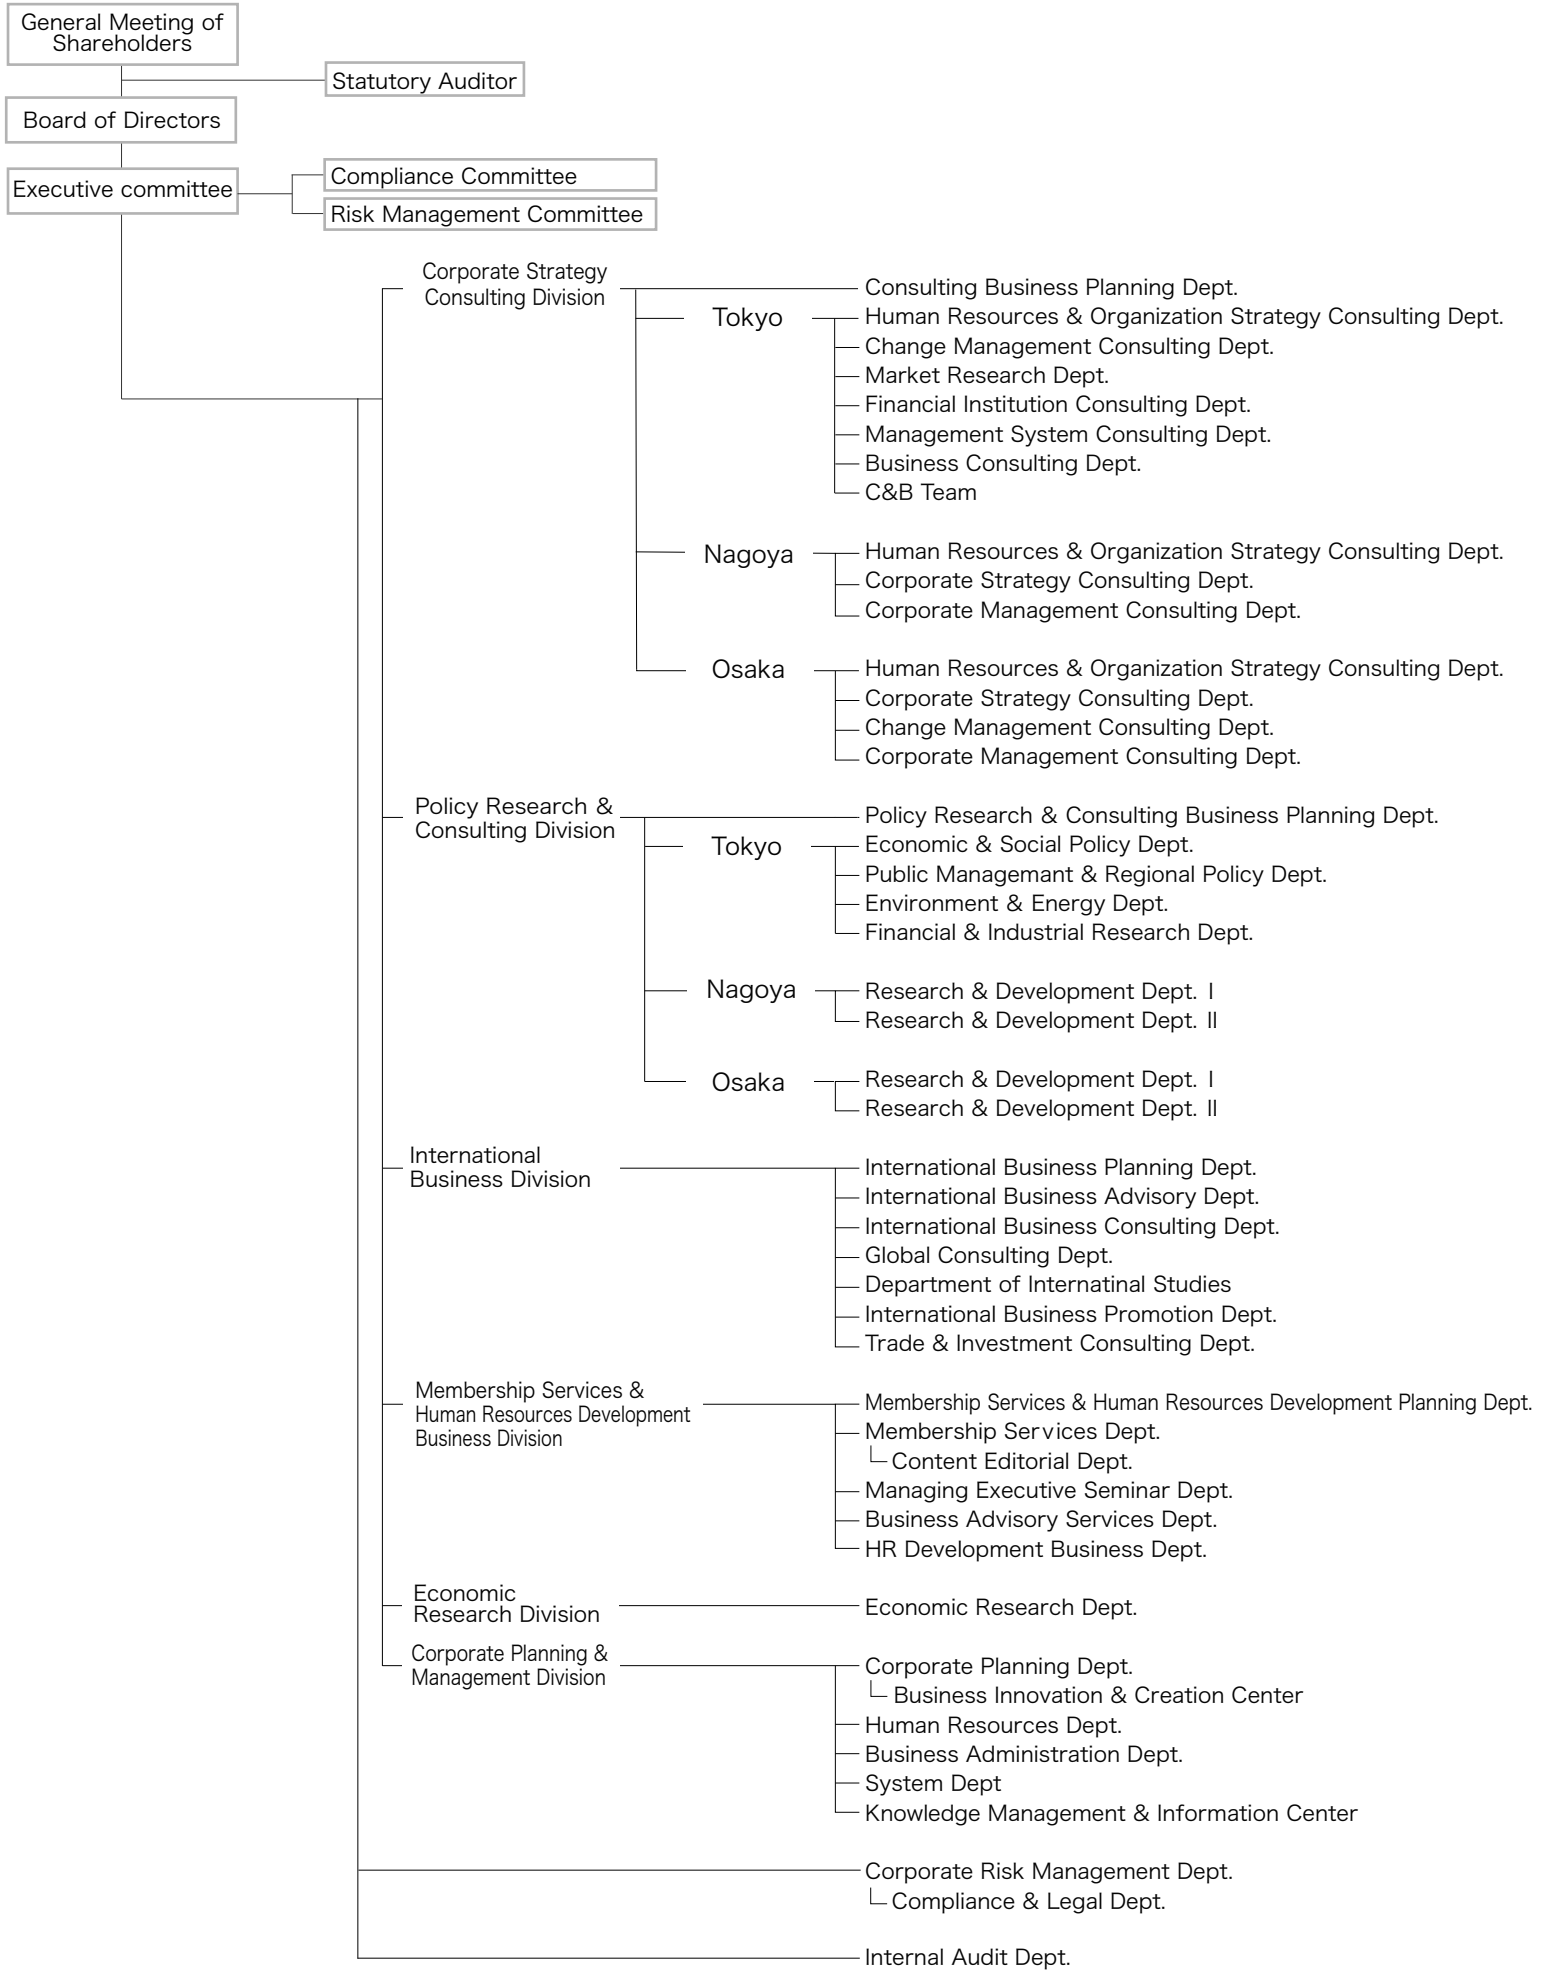 General Meeting of
Shareholders
Statutory Auditor
Board of Directors
Executive committee
Compliance Committee
Risk Management Committee
Corporate Strategy
Consulting Division
Consulting Business Planning Dept.
Tokyo
Human Resources & Organization Strategy Consulting Dept.
Change Management Consulting Dept.
Market Research Dept.
Financial Institution Consulting Dept.
Management System Consulting Dept.
Business Consulting Dept.
C&B Team
Nagoya
Human Resources & Organization Strategy Consulting Dept.
Corporate Strategy Consulting Dept.
Corporate Management Consulting Dept.
Osaka
Human Resources & Organization Strategy Consulting Dept.
Corporate Strategy Consulting Dept.
Change Management Consulting Dept.
Corporate Management Consulting Dept.
Policy Research &
Consulting Division
Policy Research & Consulting Business Planning Dept.
Tokyo
Economic & Social Policy Dept.
Public Managemant & Regional Policy Dept.
Environment & Energy Dept.
Financial & Industrial Research Dept.
Nagoya
Research & Development Dept. I
Research & Development Dept. II
Osaka
Research & Development Dept. I
Research & Development Dept. II
International
Business Division
International Business Planning Dept.
International Business Advisory Dept.
International Business Consulting Dept.
Global Consulting Dept.
Department of Internatinal Studies
International Business Promotion Dept.
Trade & Investment Consulting Dept.
Membership Services &
Human Resources Development
Business Division
Membership Services & Human Resources Development Planning Dept.
Membership Services Dept.
Content Editorial Dept.
Managing Executive Seminar Dept.
Business Advisory Services Dept.
HR Development Business Dept.
Economic
Research Division
Economic Research Dept.
Corporate Planning &
Management Division
Corporate Planning Dept.
Business Innovation & Creation Center
Human Resources Dept.
Business Administration Dept.
System Dept
Knowledge Management & Information Center
Corporate Risk Management Dept.
Compliance & Legal Dept.
Internal Audit Dept.